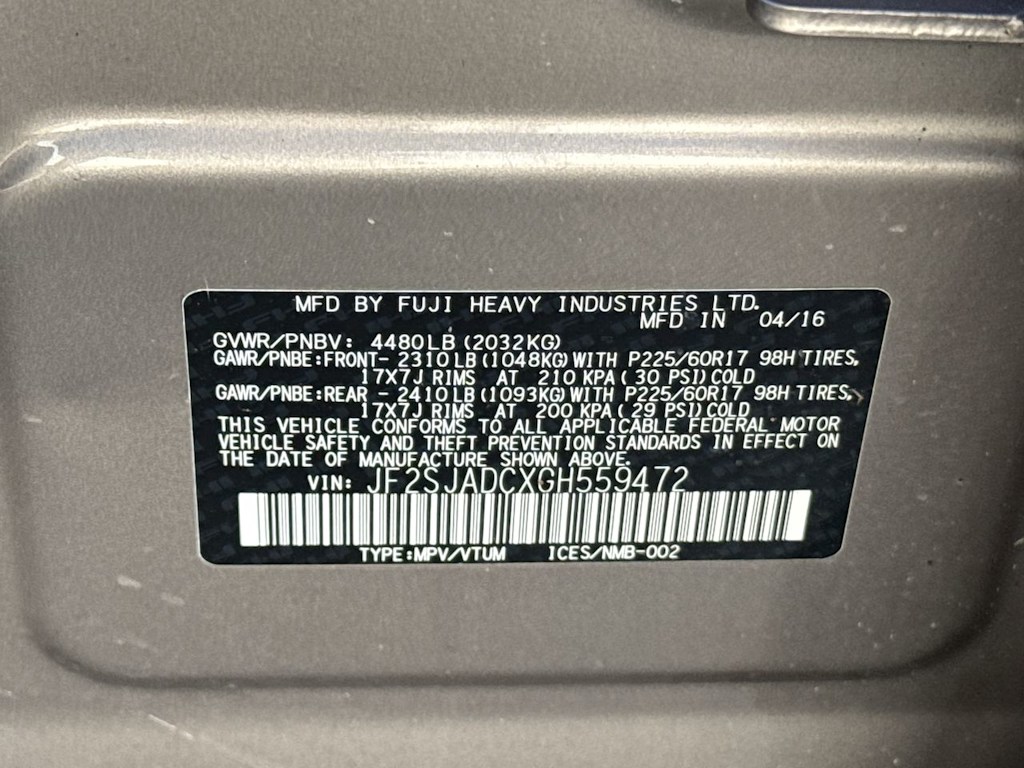 MFD BY FUJI HEAVY INDUSTRIES LTD.
MFD IN 04/16
GVWR/PNBV: 4480LB(2032KG)
GAWR/PNBE:FRONT- 2310LB(1048KG)WITH P225/60R17 98H TIRES,
17X7J RIMS AT 210 KPA(30 PSI)COLD
GAWR/PNBE:REAR - 2410LB(1093KG)WITH P225/60R17 98H TIRES,
17X7J RIMS AT 200 KPA(29 PSI)COLD
THIS VEHICLE CONFORMS TO ALL APPLICABLE FEDERAL MOTOR
VEHICLE SAFETY AND THEFT PREVENTION STANDARDS IN EFFECT ON
THE DATE OF MANUFACTURE SHOWN ABOVE.
VIN: JF2SJADCXGH559472
TYPE:MPV/VTUM ICES/NMB-002